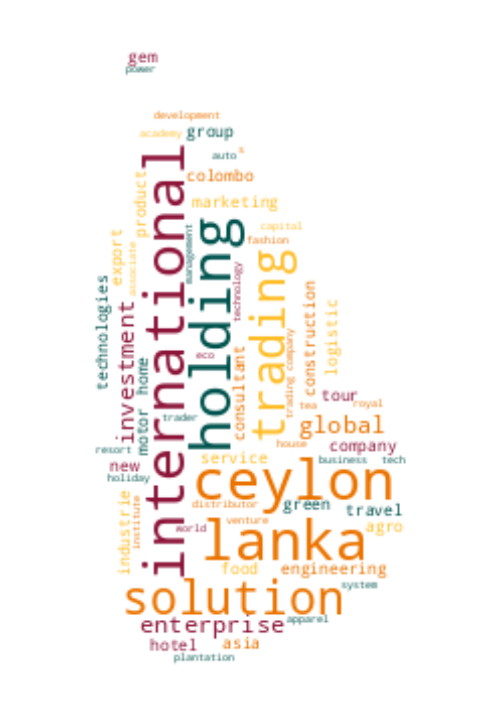 gem
power
development
academy
group
auto
s
colombo
product
marketing
international
holding
capital
fashion
management
export
associate
trading
technology
technologies
construction
logistic
investment
trading company
consultant
eco
home
motor
tour
tea
royal
trader
global
house
company
resort
service
business
tech
new
holiday
ceylon
industrie
institute
distributor
green
travel
venture
world
agro
lanka
food
engineering
system
solution
apparel
enterprise
hotel
asia
plantation